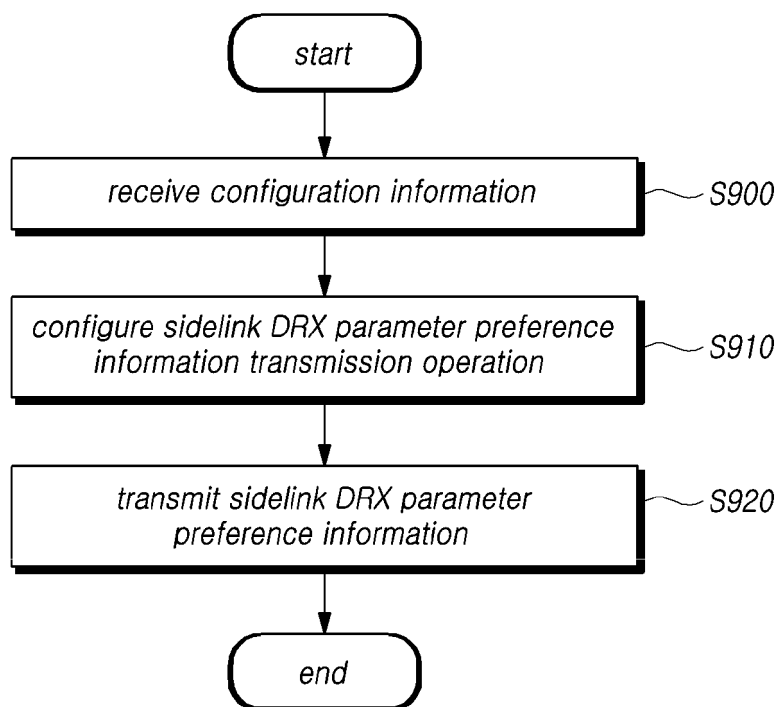 start
receive configuration information
S900
configure sidelink DRX parameter preference
information transmission operation
S910
transmit sidelink DRX parameter
preference information
S920
end